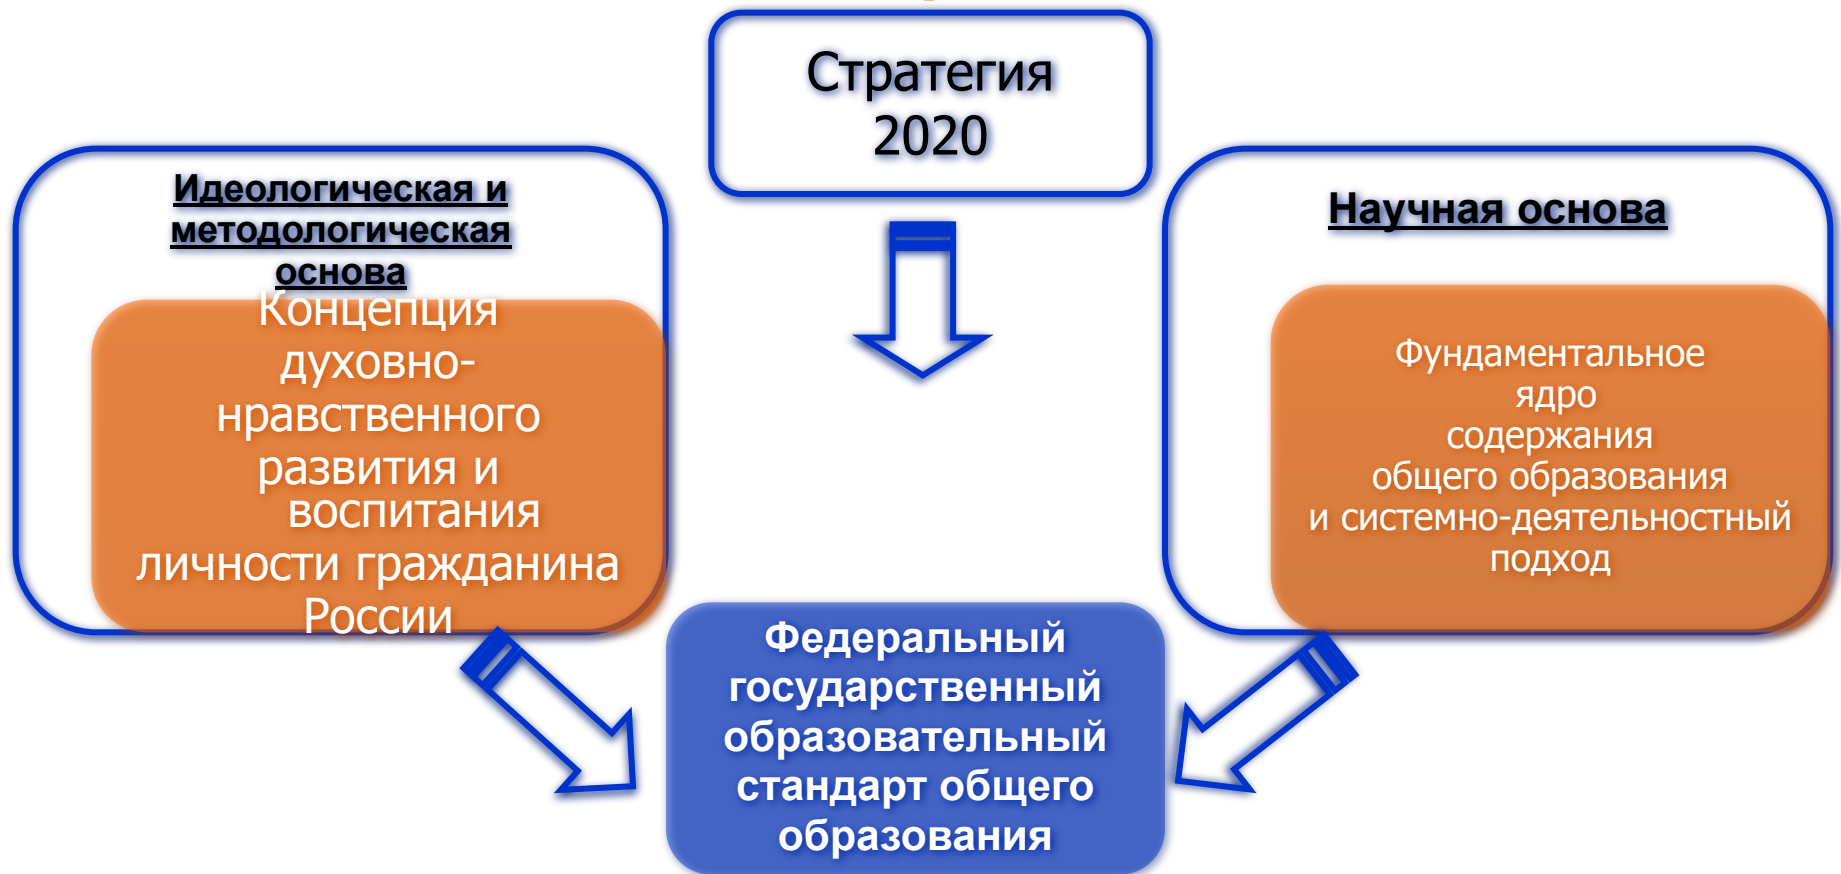 Стратегия
2020
Идеологическая и
методологическая
основа
Концепция
духовно-
нравственного
развития и
воспитания
личности гражданина
России
Научная основа
Фундаментальное
ядро
содержания
общего образования
и системно-деятельностный
подход
Федеральный
государственный
образовательный
стандарт общего
образования